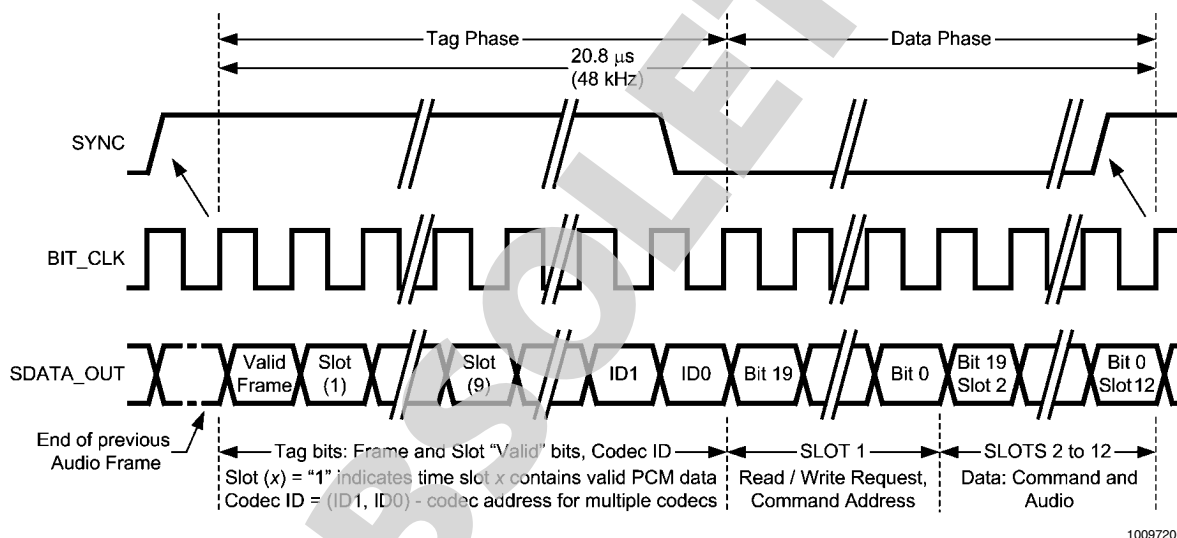 Tag Phase
Data Phase
20.8 μs
(48 kHz)
SYNC
BIT_CLK
SDATA_OUT
Valid
Frame
Slot
(1)
Slot
(9)
ID1
ID0
Bit 19
Bit 0
Bit 19
Slot 2
Bit 0
Slot 12
End of previous
Audio Frame
Tag bits: Frame and Slot "Valid" bits, Codec ID
Slot (x) = "1" indicates time slot x contains valid PCM data
Codec ID = (ID1, ID0) - codec address for multiple codecs
SLOT 1
Read / Write Request,
Command Address
SLOTS 2 to 12
Data: Command and
Audio
1009720
BSOLET